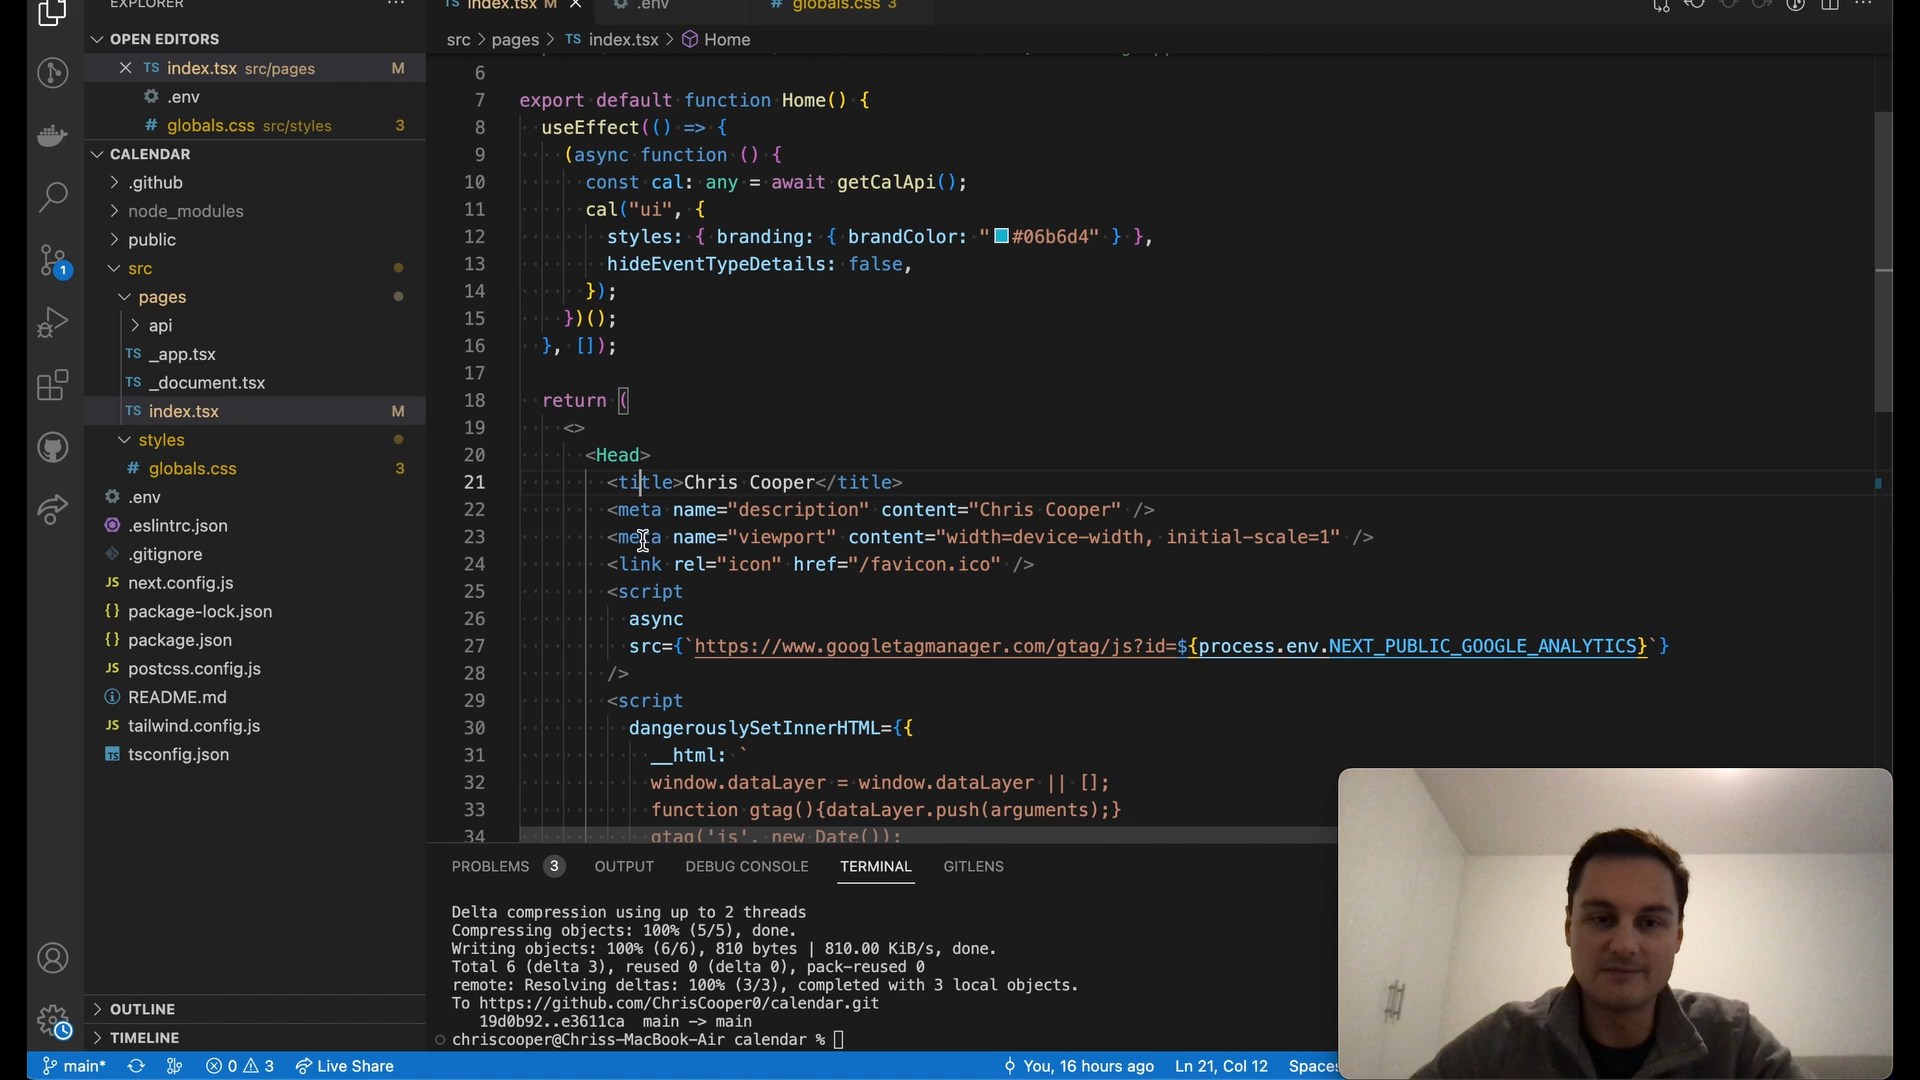 EXPLORER
index.tsx M
.env
globals.css 3
OPEN EDITORS
index.tsx src/pages M
.env
globals.css src/styles 3
CALENDAR
.github
node_modules
public
src
pages
api
_app.tsx
_document.tsx
index.tsx M
styles
globals.css 3
.env
.eslintrc.json
.gitignore
next.config.js
package-lock.json
package.json
postcss.config.js
README.md
tailwind.config.js
tsconfig.json
OUTLINE
TIMELINE
1
src > pages > TS index.tsx > Home
6
7 export default function Home() {
8 useEffect(() => {
9 (async function () {
10 const cal: any = await getCalApi();
11 cal("ui", {
12 styles: { branding: { brandColor: "#06b6d4" } },
13 hideEventTypeDetails: false,
14 });
15 })();
16 }, []);
17
18 return (
19 <>
20 <Head>
21 <title>Chris Cooper</title>
22 <meta name="description" content="Chris Cooper" />
23 <meta name="viewport" content="width=device-width, initial-scale=1" />
24 <link rel="icon" href="/favicon.ico" />
25 <script
26 async
27 src={`https://www.googletagmanager.com/gtag/js?id=${process.env.NEXT_PUBLIC_GOOGLE_ANALYTICS}`}
28 />
29 <script
30 dangerouslySetInnerHTML={{
31 __html: `
32 window.dataLayer = window.dataLayer || [];
33 function gtag(){dataLayer.push(arguments);}
34 gtag('js', new Date());
PROBLEMS 3 OUTPUT DEBUG CONSOLE TERMINAL GITLENS
Delta compression using up to 2 threads
Compressing objects: 100% (5/5), done.
Writing objects: 100% (6/6), 810 bytes | 810.00 KiB/s, done.
Total 6 (delta 3), reused 0 (delta 0), pack-reused 0
remote: Resolving deltas: 100% (3/3), completed with 3 local objects.
To https://github.com/ChrisCooper0/calendar.git
19d0b92..e3611ca main -> main
chriscooper@Chriss-MacBook-Air calendar %
main* 0 3 Live Share You, 16 hours ago Ln 21, Col 12 Spaces